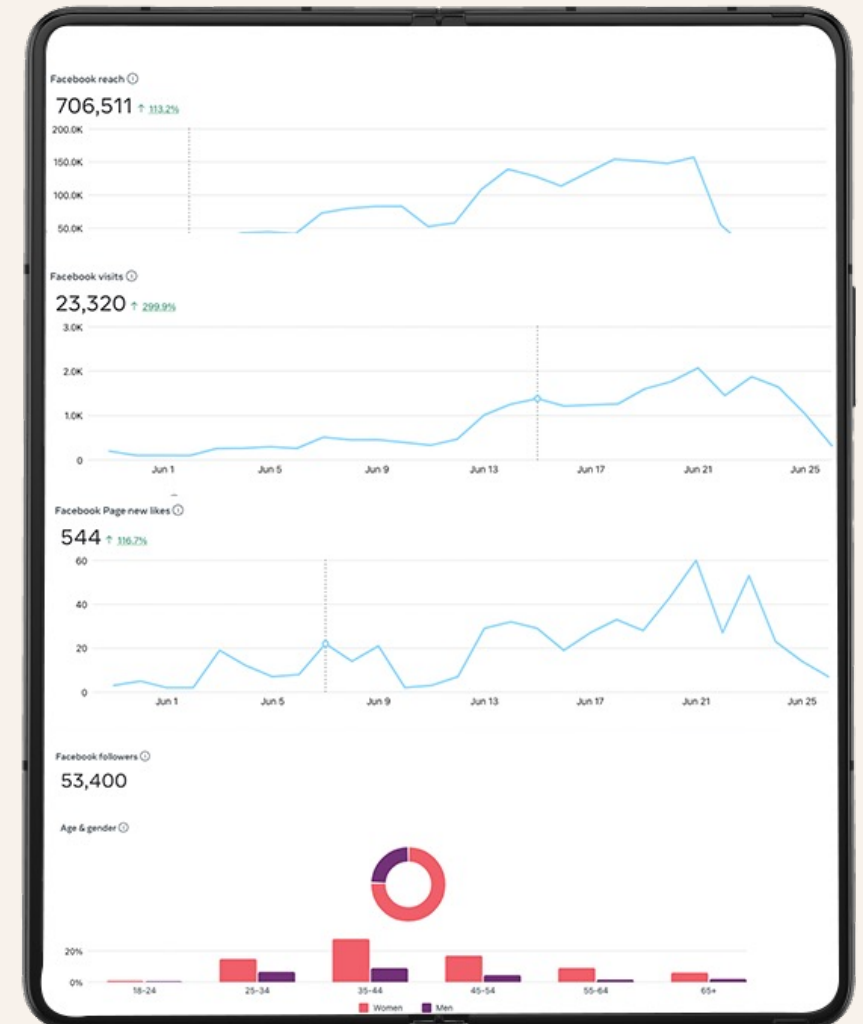 Facebook reach
706,511 ↑ 113.2%
200.0K
150.0K
100.0K
50.0K
Facebook visits
23,320 ↑ 299.9%
3.0K
2.0K
1.0K
0
Jun 1 Jun 5 Jun 9 Jun 13 Jun 17 Jun 21 Jun 25
Facebook Page new likes
544 ↑ 116.7%
60
40
20
0
Jun 1 Jun 5 Jun 9 Jun 13 Jun 17 Jun 21 Jun 25
Facebook followers
53,400
Age & gender
20%
0%
18-24 25-34 35-44 45-54 55-64 65+
Women Men